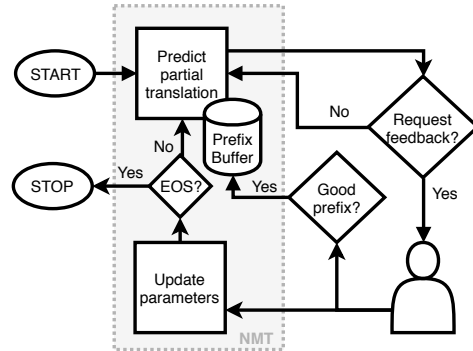 START
Predict
partial
translation
No
Request
feedback?
Prefix
Buffer
No
Yes
STOP
EOS?
Yes
Good
prefix?
Yes
Update
parameters
NMT